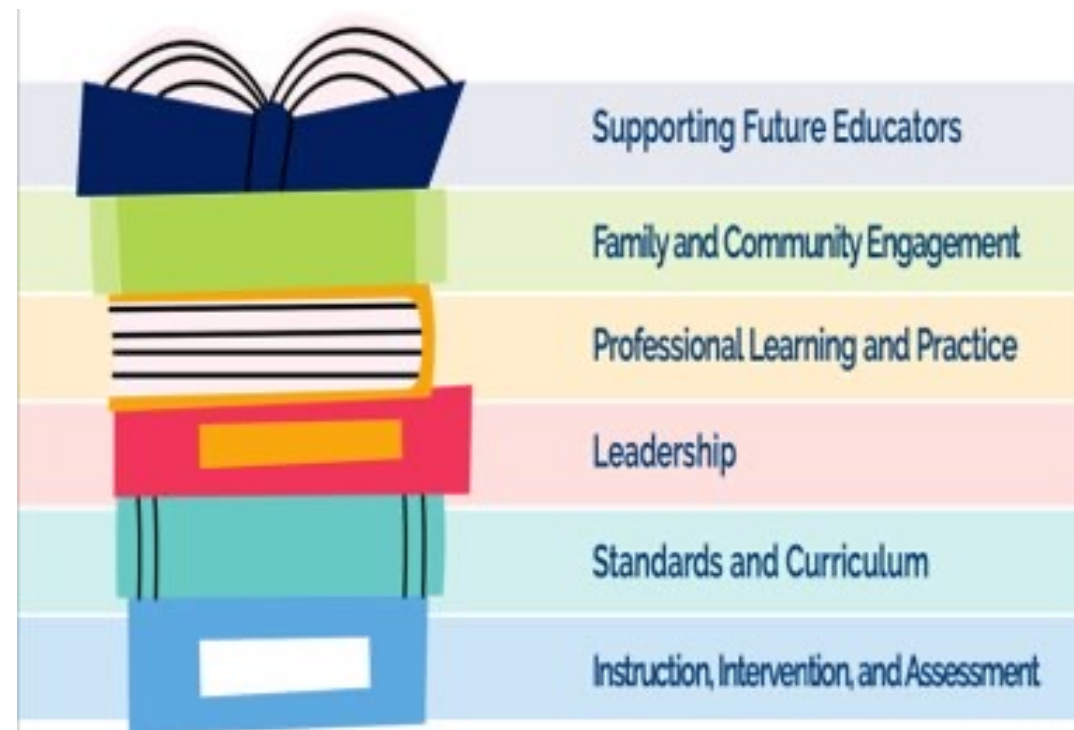 Supporting Future Educators
Family and Community Engagement
Professional Learning and Practice
Leadership
Standards and Curriculum
Instruction, Intervention, and Assessment